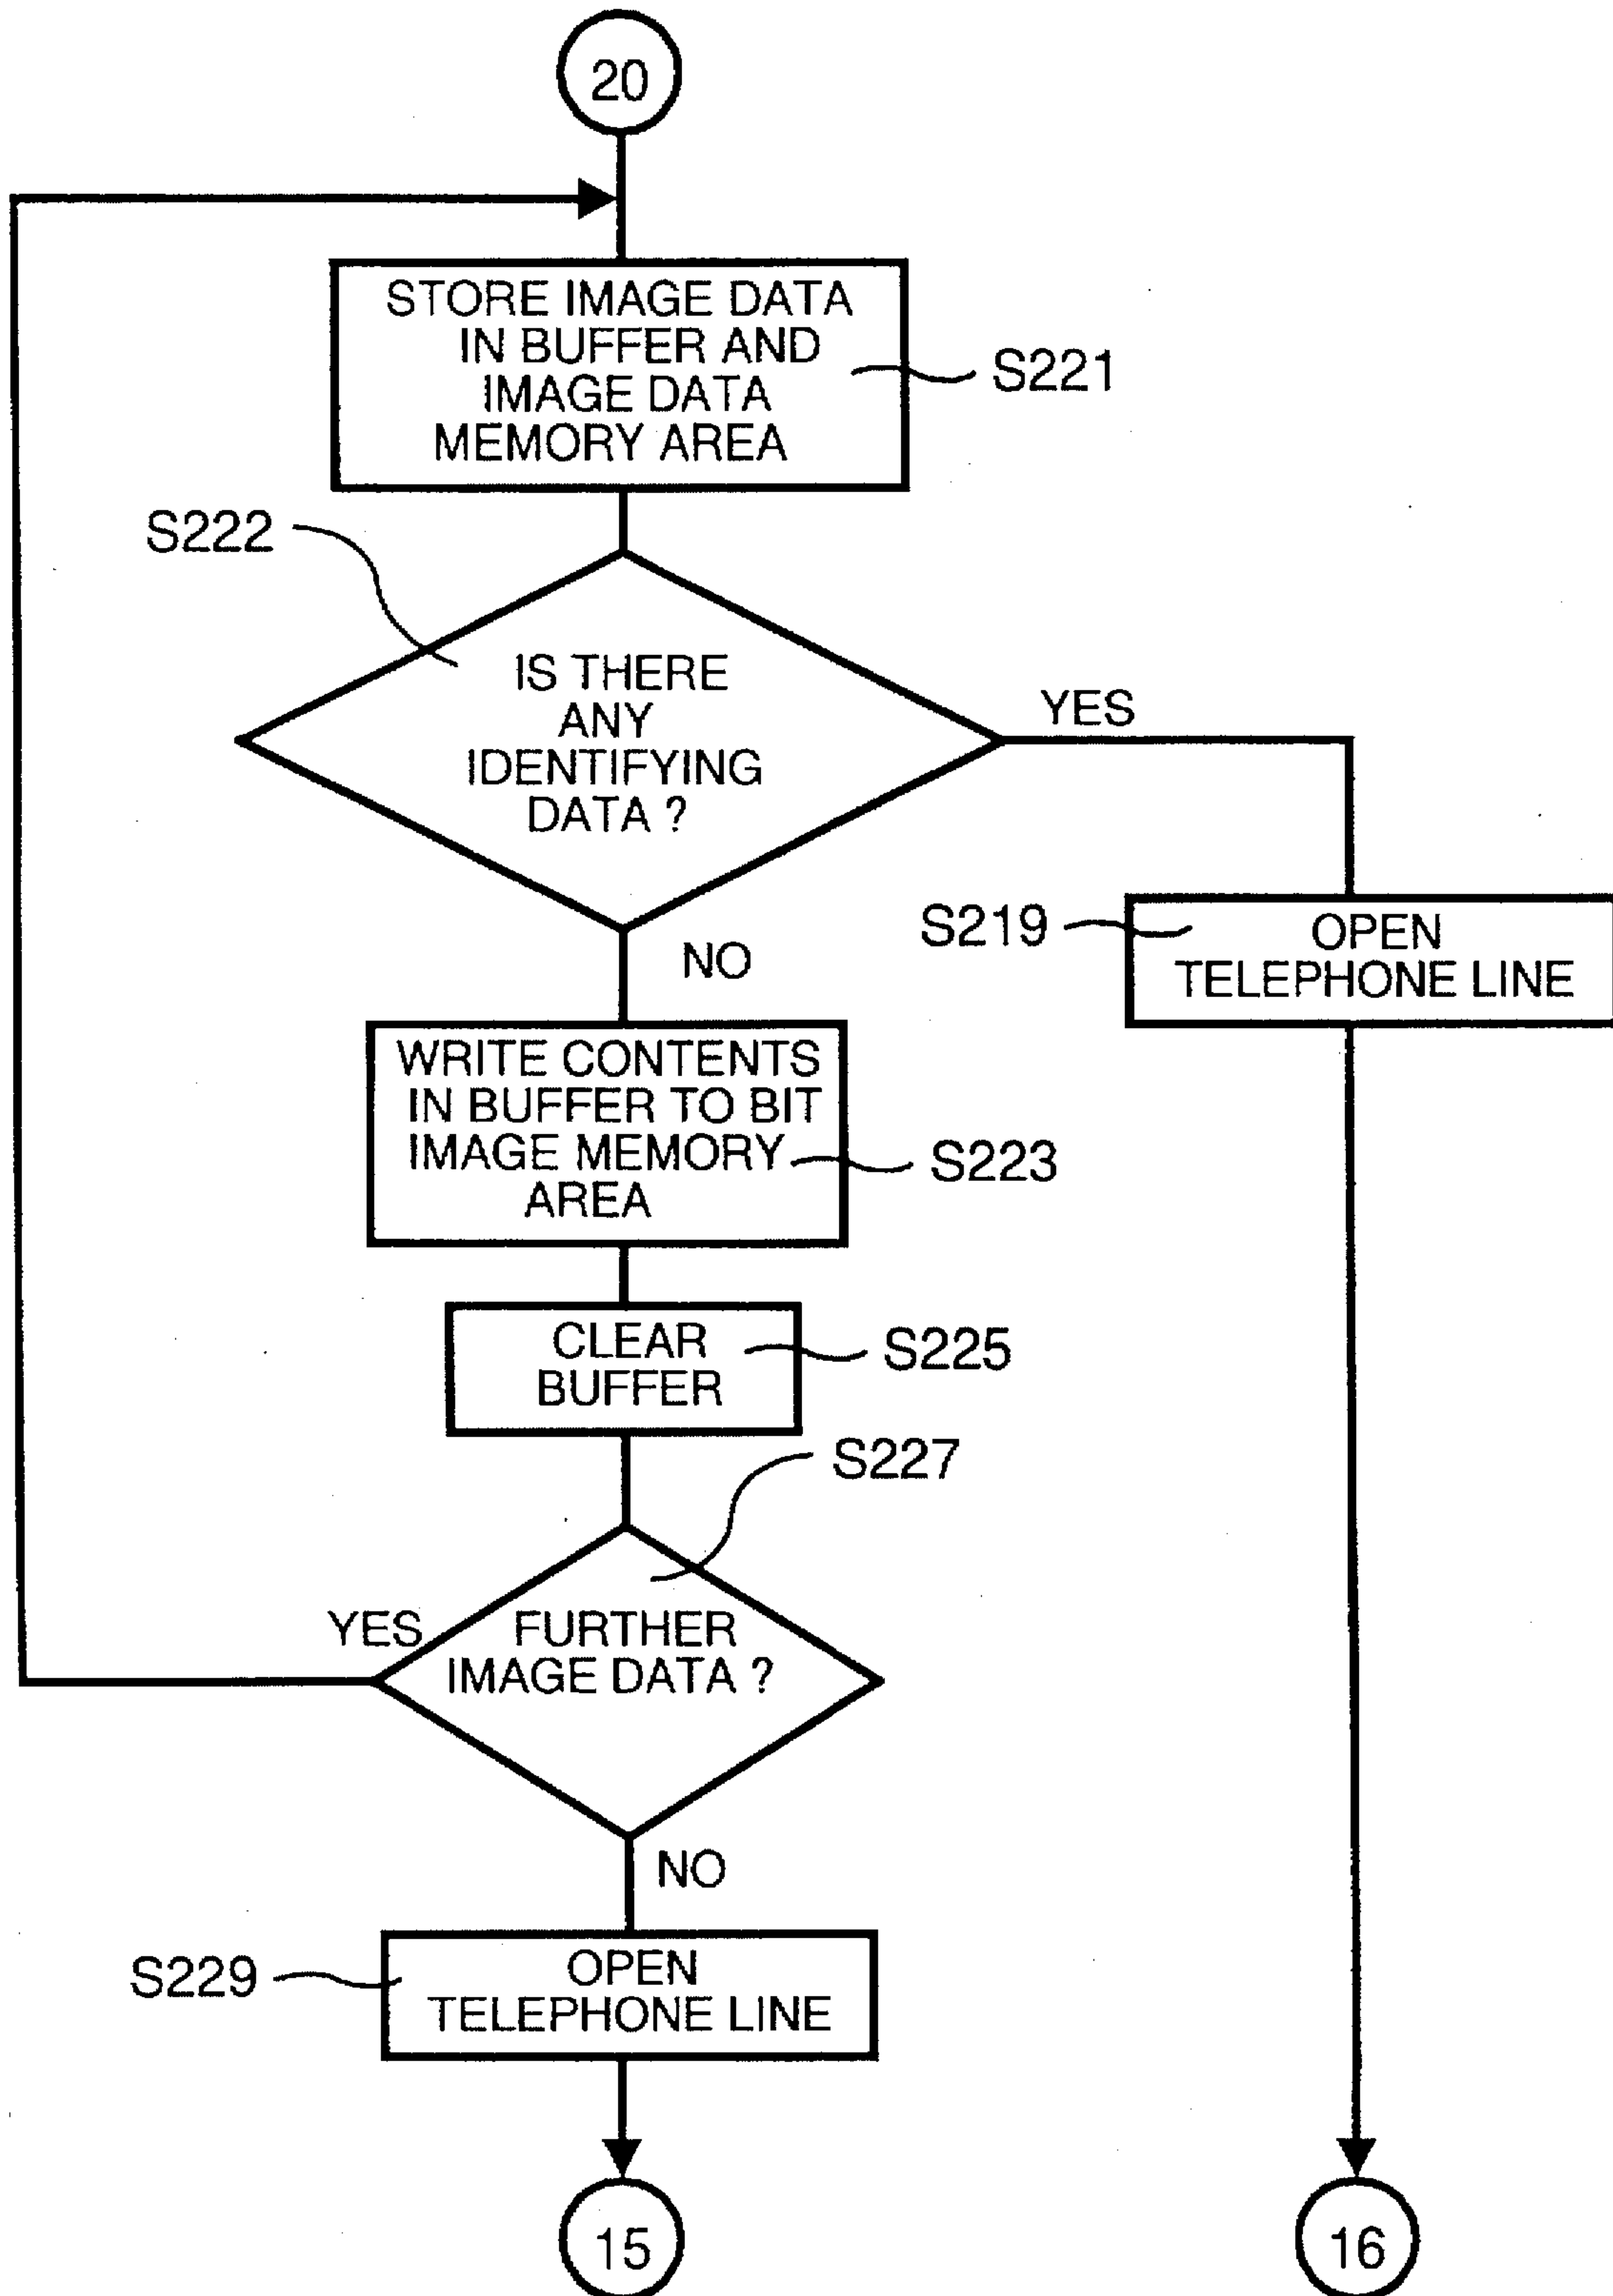 20
STORE IMAGE DATA
IN BUFFER AND
IMAGE DATA
MEMORY AREA
S221
S222
IS THERE
ANY
IDENTIFYING
DATA ?
YES
NO
S219
OPEN
TELEPHONE LINE
WRITE CONTENTS
IN BUFFER TO BIT
IMAGE MEMORY
AREA
S223
CLEAR
BUFFER
S225
S227
YES
FURTHER
IMAGE DATA ?
NO
S229
OPEN
TELEPHONE LINE
15
16